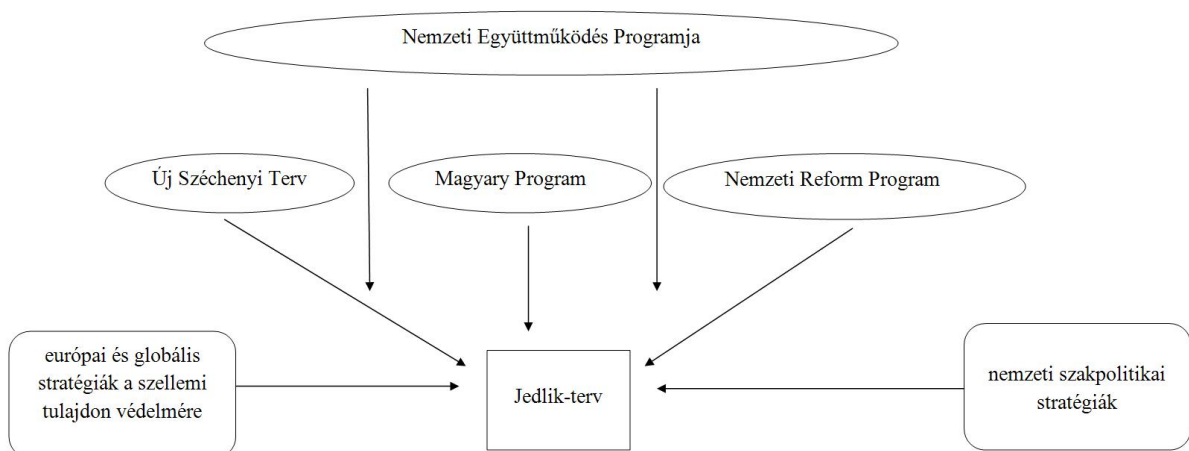 Nemzeti Együttműködés Programja
Új Széchenyi Terv
Magyary Program
Nemzeti Reform Program
európai és globális
stratégiák a szellemi
tulajdon védelmére
Jedlik-terv
nemzeti szakpolitikai
stratégiák